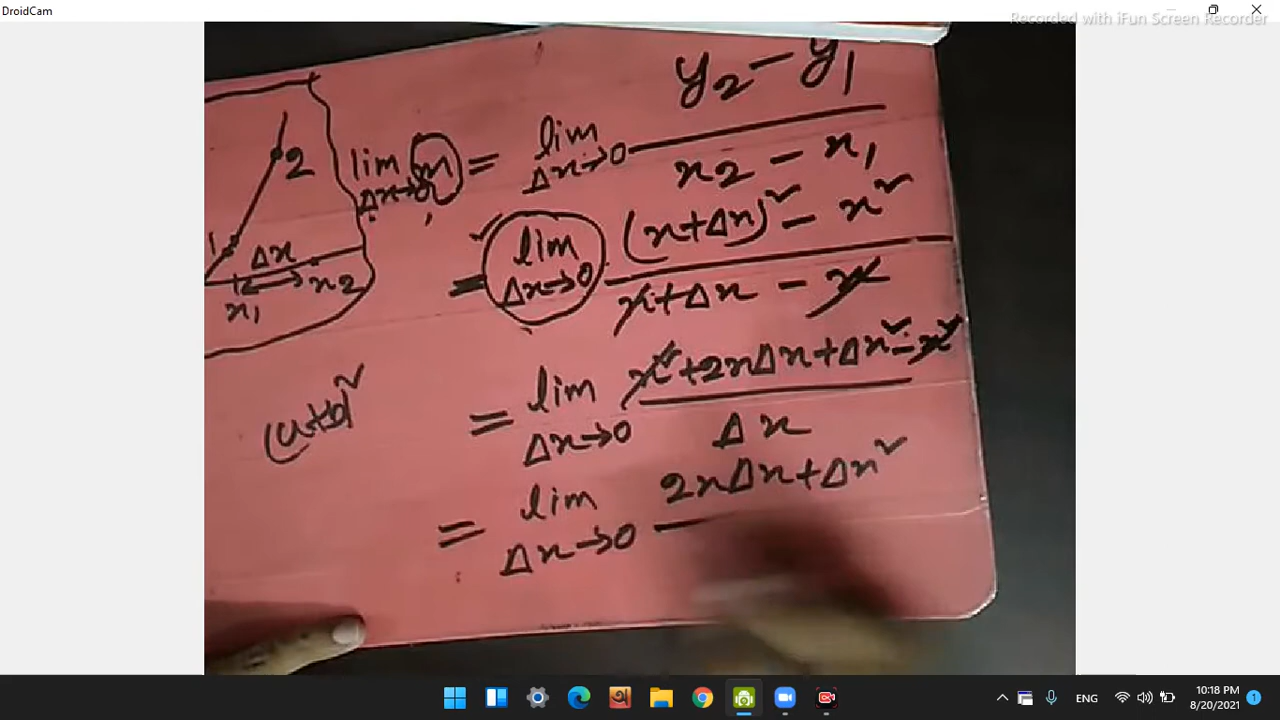 DroidCam
Recorded with iFun Screen Recorder
y₂ - y₁
lim m = lim
Δx→0 Δx→0
x₂ - x₁
2
1
Δx
x₁ x₂
= lim (x+Δx)² - x²
Δx→0 x+Δx - x
= lim x²+2xΔx+Δx²-x²
Δx→0 Δx
(a+b)²
= lim 2xΔx+Δx²
Δx→0
ENG
10:18 PM
8/20/2021
1